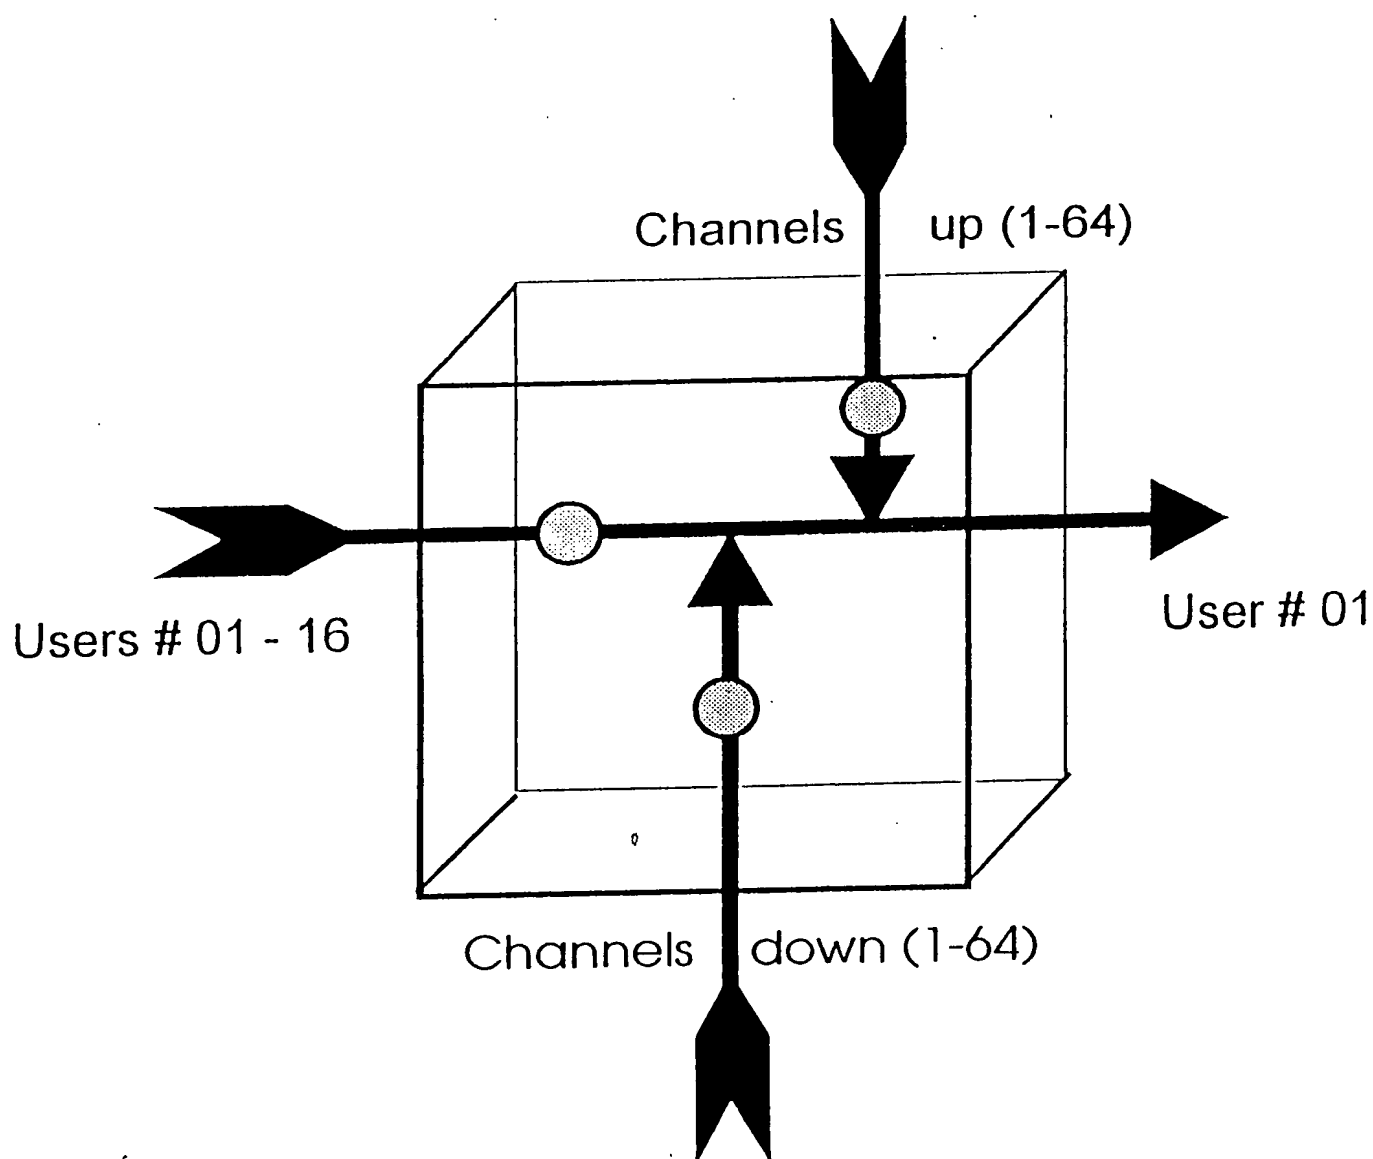 Channels up (1-64)
User # 01
Users # 01 - 16
Channels down (1-64)